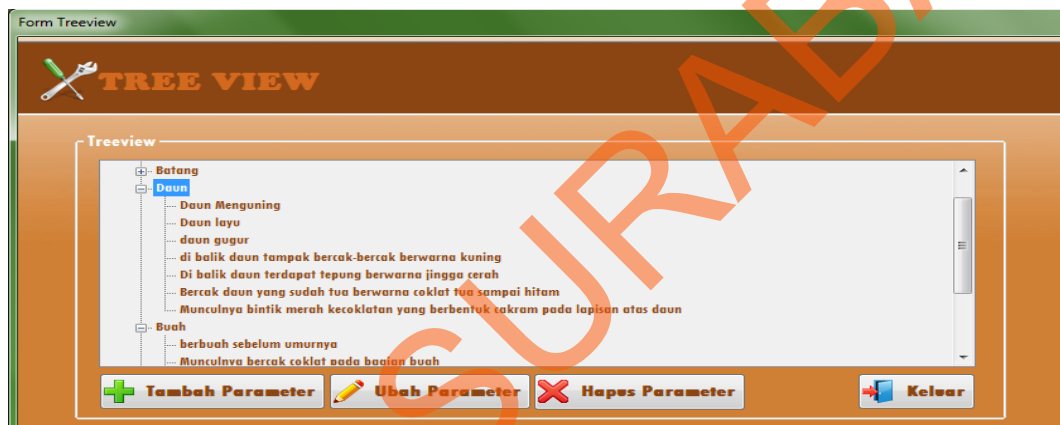 Form Treeview
TREE VIEW
Treeview
Batang
Daun
Daun Menguning
Daun layu
daun gugur
di balik daun tampak bercak-bercak berwarna kuning
Di balik daun terdapat tepung berwarna jingga cerah
Bercak daun yang sudah tua berwarna coklat tua sampai hitam
Munculnya bintik merah kecoklatan yang berbentuk cakram pada lapisan atas daun
Buah
berbuah sebelum umurnya
Munculnya bercak coklat pada bagian buah
Tambah Parameter Ubah Parameter Hapus Parameter Keluar
SURABA